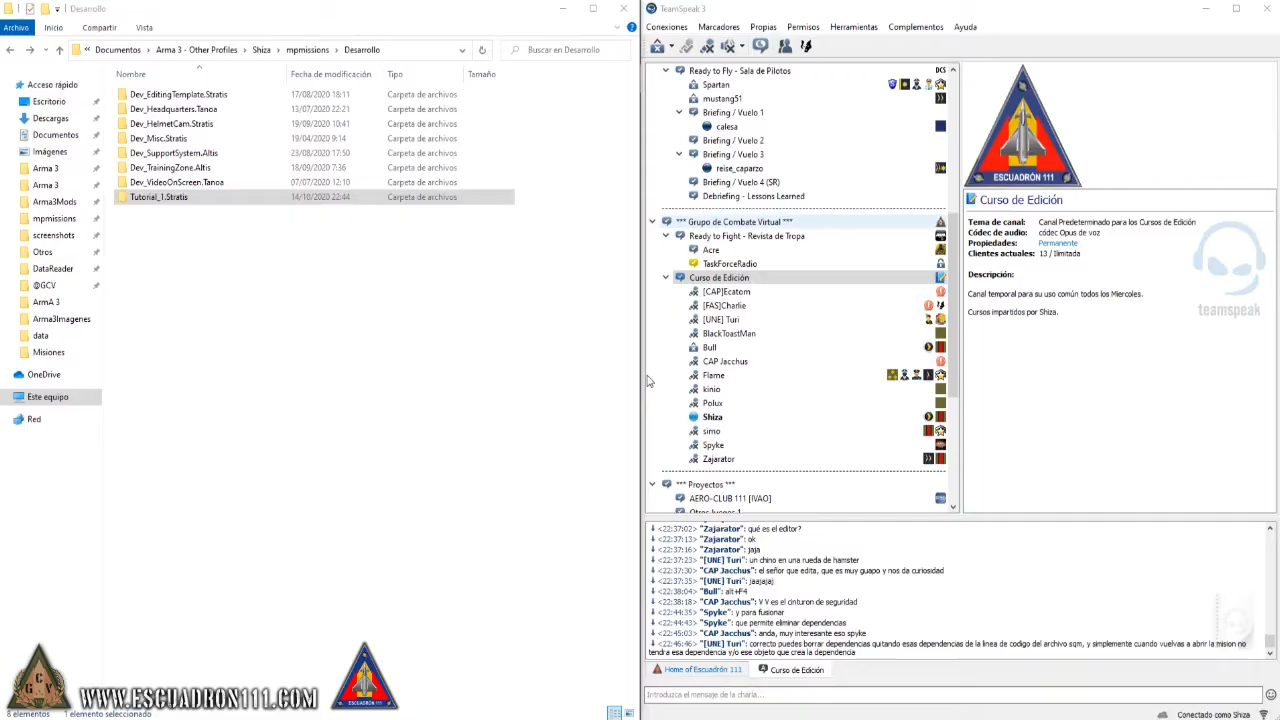 Desarrollo
Archivo Inicio Compartir Vista
Documentos Arma 3 - Other Profiles Shiza mpmissions Desarrollo
Buscar en Desarrollo
Nombre Fecha de modificación Tipo Tamaño
Acceso rápido
Escritorio
Descargas
Documentos
Imágenes
Arma 3
Arma 3
Arma3Mods
mpmissions
screenshots
Otros
DataReader
@GCV
ArmA 3
Arma3Imagenes
data
Misiones
OneDrive
Este equipo
Red
Dev_EditingTemplate.Stratis 17/08/2020 18:11 Carpeta de archivos
Dev_Headquarters.Tanoa 13/07/2020 22:21 Carpeta de archivos
Dev_HelmetCam.Stratis 19/09/2020 10:41 Carpeta de archivos
Dev_Misc.Stratis 19/04/2020 9:14 Carpeta de archivos
Dev_SupportSystem.Altis 23/08/2020 17:50 Carpeta de archivos
Dev_TrainingZone.Altis 18/09/2020 7:36 Carpeta de archivos
Dev_VideoOnScreen.Tanoa 07/07/2020 12:10 Carpeta de archivos
Tutorial_1.Stratis 14/10/2020 22:44 Carpeta de archivos
WWW.ESCUADRON111.COM
8 elementos 1 elemento seleccionado
TeamSpeak 3
Conexiones Marcadores Propias Permisos Herramientas Complementos Ayuda
Ready to Fly - Sala de Pilotos DCS
Spartan
mustang51
Briefing / Vuelo 1
calesa
Briefing / Vuelo 2
Briefing / Vuelo 3
reise_caparzo
Briefing / Vuelo 4 (SR)
Debriefing - Lessons Learned
*** Grupo de Combate Virtual ***
Ready to Fight - Revista de Tropa
Acre
TaskForceRadio
Curso de Edición
[CAP]Ecatom
[FAS]Charlie
[UNE] Turi
BlackToastMan
Bull
CAP Jacchus
Flame
kinio
Polux
Shiza
simo
Spyke
Zajarator
*** Proyectos ***
AERO-CLUB 111 [IVAO]
Otros Juegos 1
ESCUADRÓN 111
Curso de Edición
Tema de canal: Canal Predeterminado para los Cursos de Edición
Códec de audio: códec Opus de voz
Propiedades: Permanente
Clientes actuales: 13 / Ilimitada
Descripción:
Canal temporal para su uso común todos los Miercoles.
Cursos impartidos por Shiza.
teamspeak
<22:37:02> "Zajarator": qué es el editor?
<22:37:13> "Zajarator": ok
<22:37:16> "Zajarator": jaja
<22:37:23> "[UNE] Turi": un chino en una rueda de hamster
<22:37:30> "CAP Jacchus": el señor que edita, que es muy guapo y nos da curiosidad
<22:37:35> "[UNE] Turi": jaajajaj
<22:38:04> "Bull": alt+F4
<22:38:18> "CAP Jacchus": V V es el cinturon de seguridad
<22:44:35> "Spyke": y para fusionar
<22:44:43> "Spyke": que permite eliminar dependencias
<22:45:03> "CAP Jacchus": anda, muy interesante eso spyke
<22:46:46> "[UNE] Turi": correcto puedes borrar dependencias quitando esas dependencias de la linea de codigo del archivo sqm, y simplemente cuando vuelvas a abrir la mision no
tendra esa dependencia y/o ese objeto que crea la dependencia
Home of Escuadrón 111 Curso de Edición
Introduzca el mensaje de la charla...
Conectado como Shiza